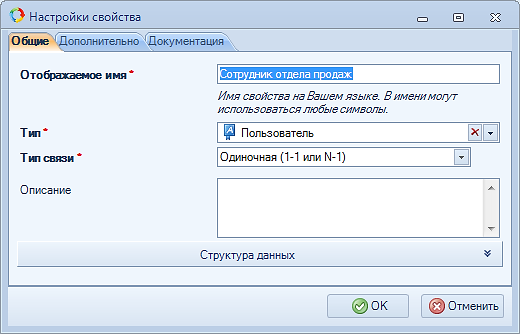 Настройки свойства
Общие Дополнительно Документация
Отображаемое имя * Сотрудник отдела продаж
Имя свойства на Вашем языке. В имени могут
использоваться любые символы.
Тип * Пользователь
Тип связи * Одиночная (1-1 или N-1)
Описание
Структура данных
OK Отменить